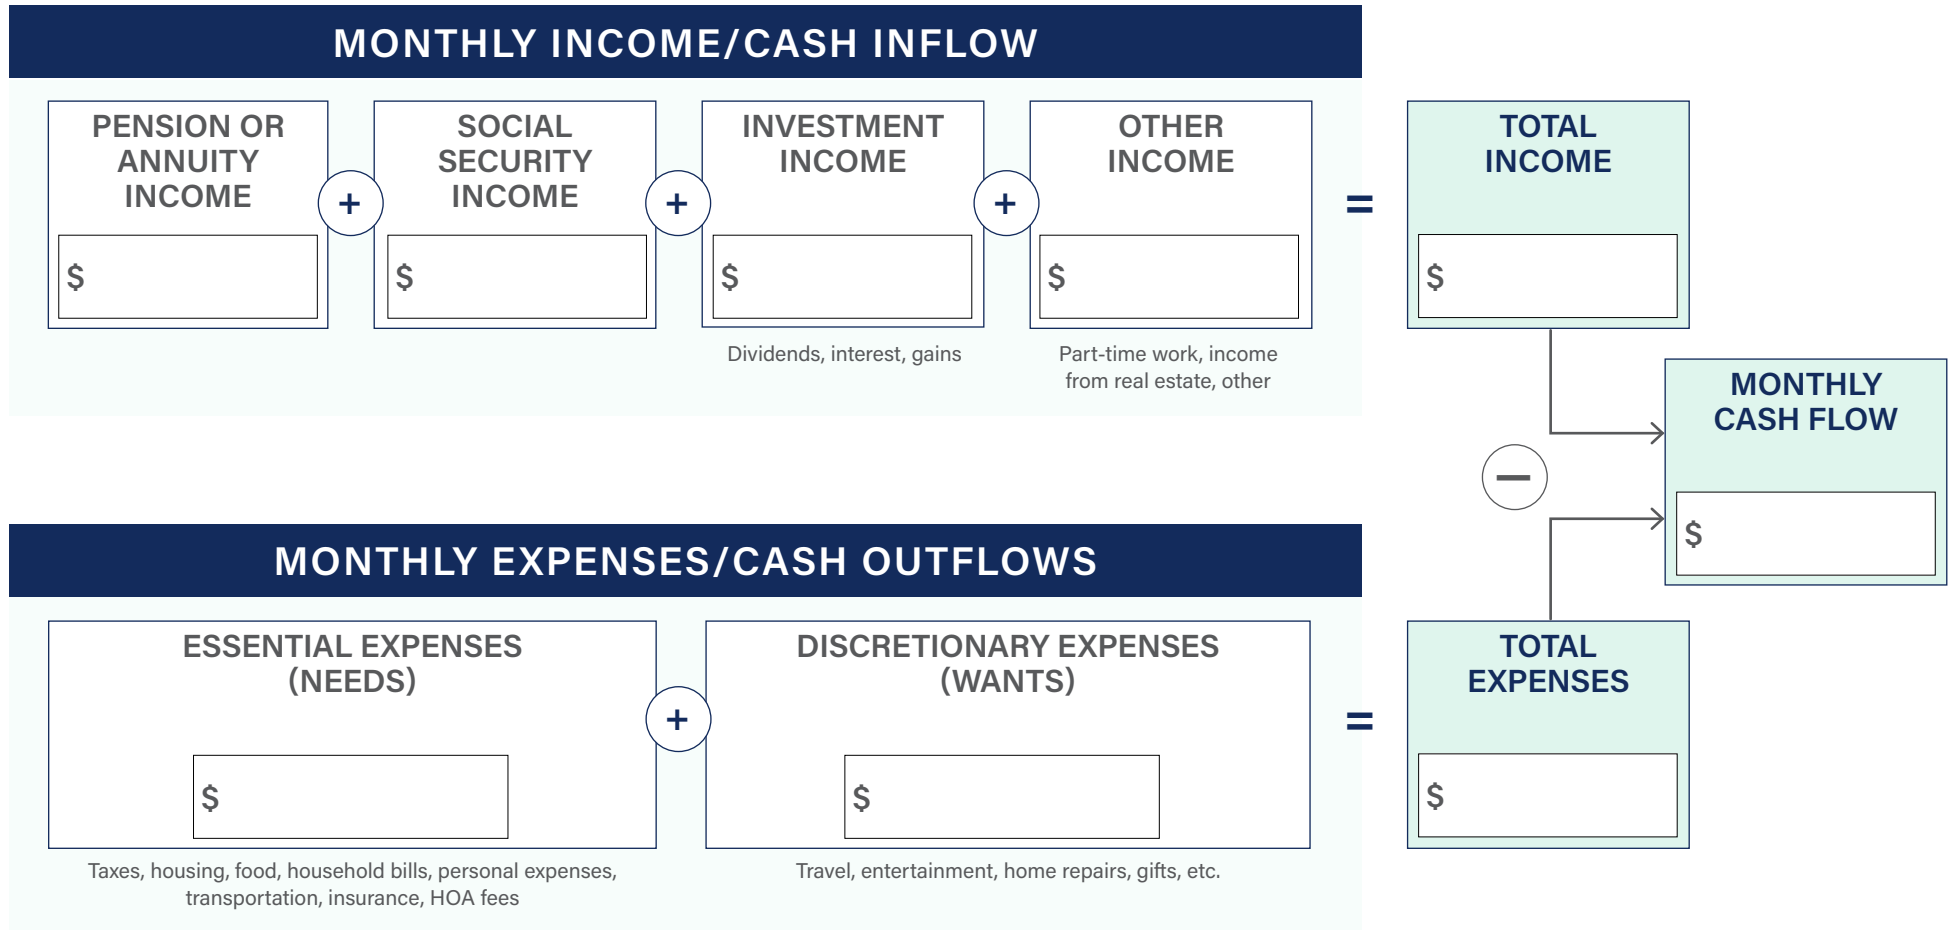 MONTHLY INCOME/CASH INFLOW
PENSION OR
ANNUITY
INCOME
$
+
SOCIAL
SECURITY
INCOME
$
+
INVESTMENT
INCOME
$
Dividends, interest, gains
+
OTHER
INCOME
$
Part-time work, income
from real estate, other
=
TOTAL
INCOME
$
—
MONTHLY
CASH FLOW
$
MONTHLY EXPENSES/CASH OUTFLOWS
ESSENTIAL EXPENSES
(NEEDS)
$
Taxes, housing, food, household bills, personal expenses,
transportation, insurance, HOA fees
+
DISCRETIONARY EXPENSES
(WANTS)
$
Travel, entertainment, home repairs, gifts, etc.
=
TOTAL
EXPENSES
$